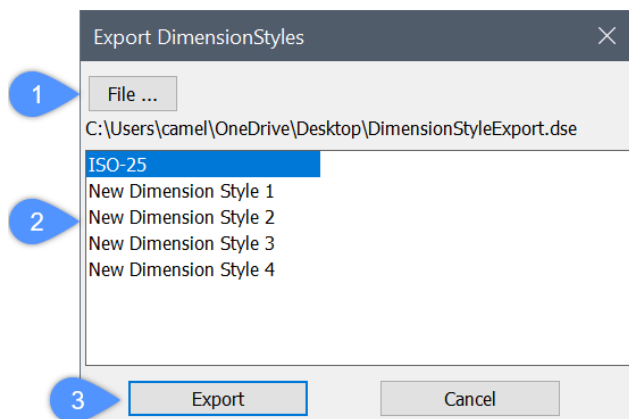 Export DimensionStyles
1
File ...
C:\Users\camel\OneDrive\Desktop\DimensionStyleExport.dse
ISO-25
New Dimension Style 1
2
New Dimension Style 2
New Dimension Style 3
New Dimension Style 4
3
Export
Cancel